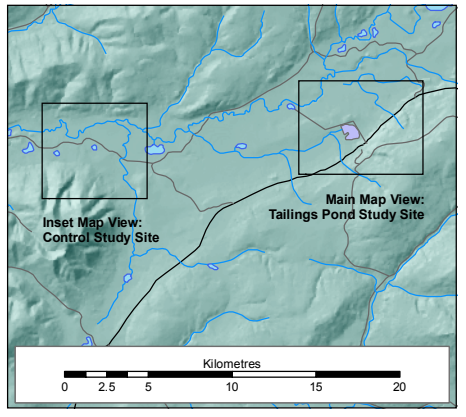 Inset Map View:
Control Study Site
Main Map View:
Tailings Pond Study Site
Kilometres
0 2.5 5 10 15 20